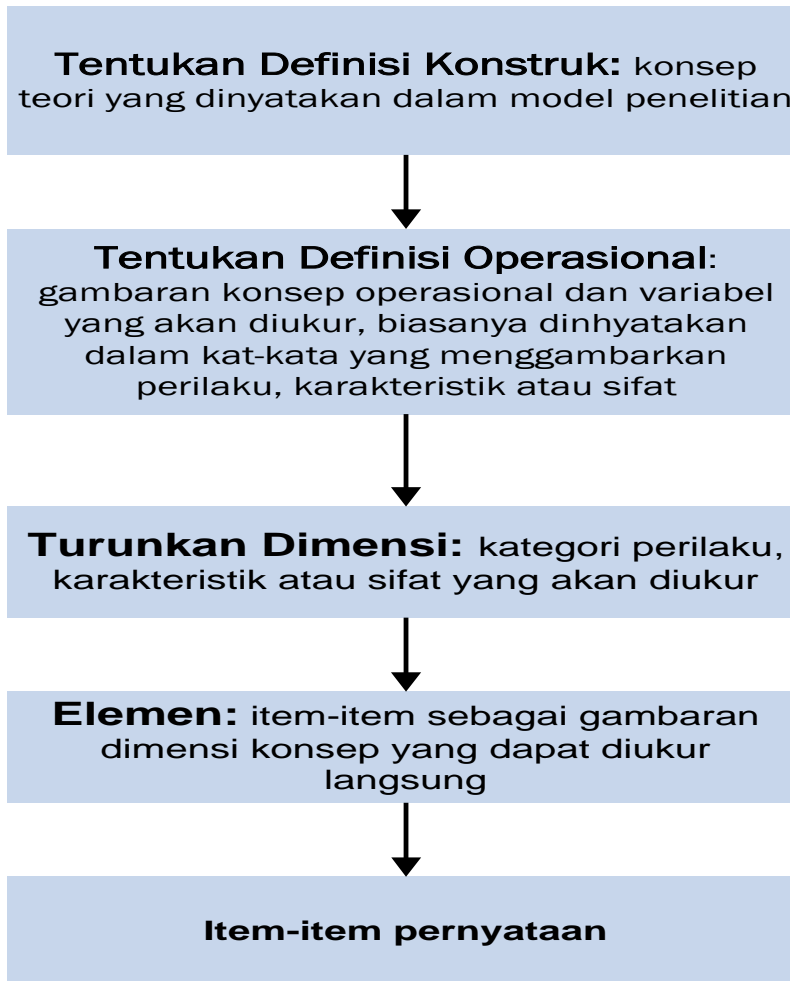 Tentukan Definisi Konstruk: konsep
teori yang dinyatakan dalam model penelitian
Tentukan Definisi Operasional:
gambaran konsep operasional dan variabel
yang akan diukur, biasanya dinhyatakan
dalam kat-kata yang menggambarkan
perilaku, karakteristik atau sifat
Turunkan Dimensi: kategori perilaku,
karakteristik atau sifat yang akan diukur
Elemen: item-item sebagai gambaran
dimensi konsep yang dapat diukur
langsung
Item-item pernyataan